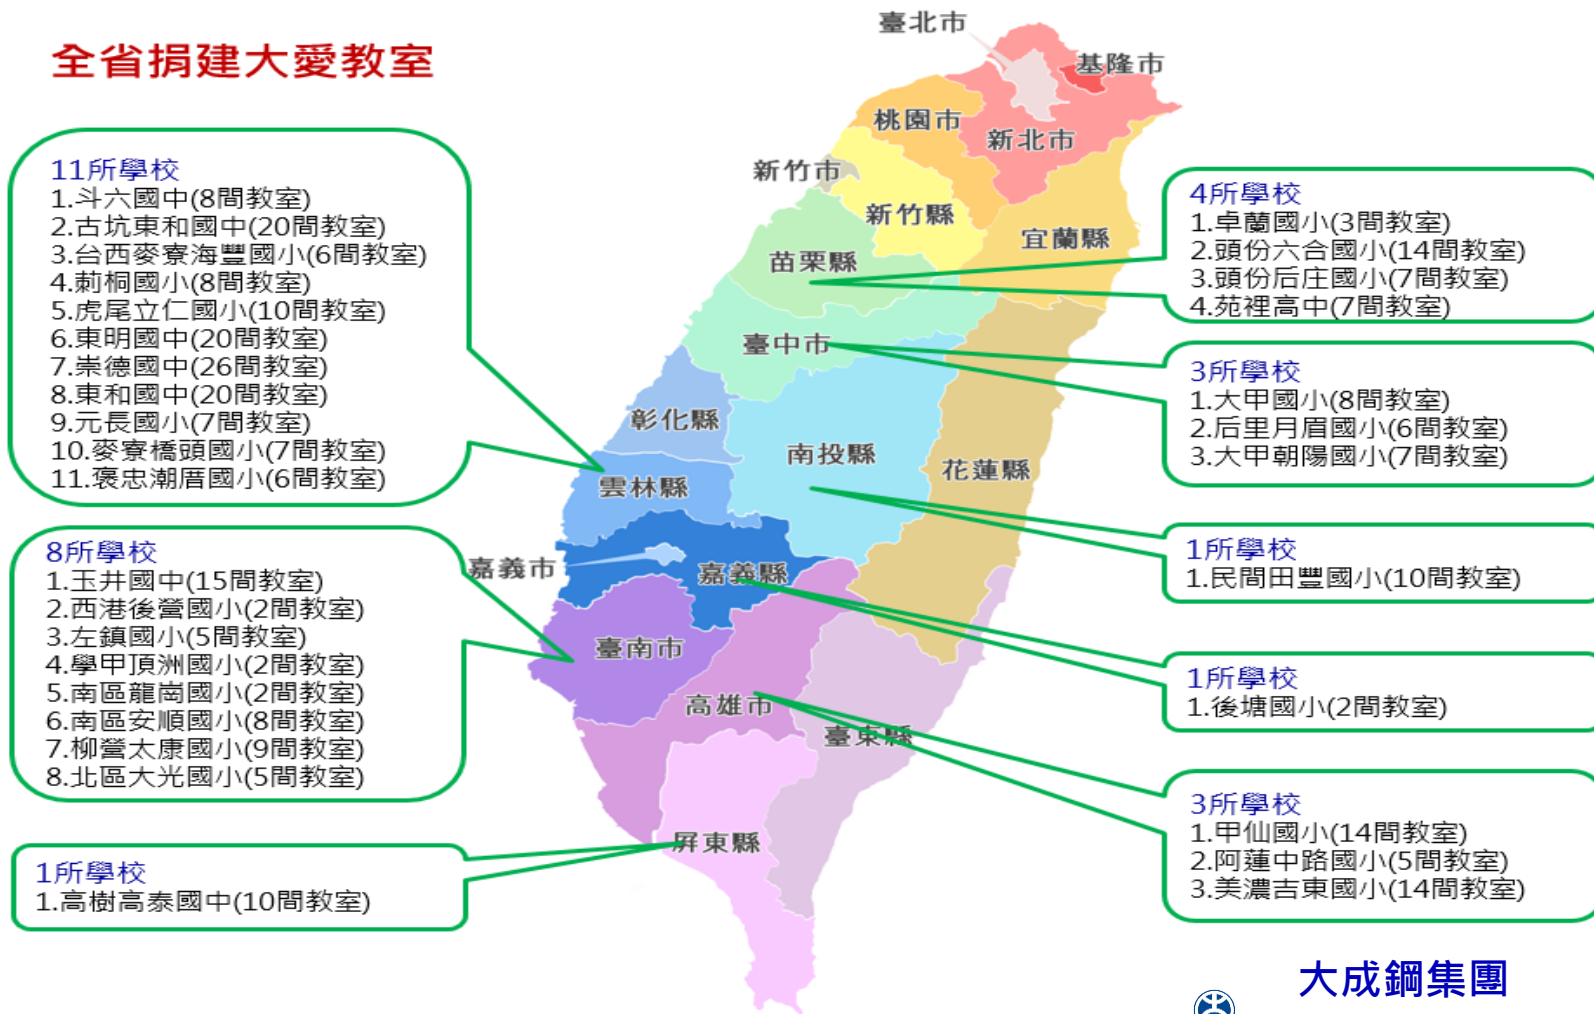 全省捐建大愛教室
臺北市
基隆市
桃園市
新北市
新竹市
新竹縣
宜蘭縣
苗栗縣
臺中市
彰化縣
南投縣
花蓮縣
雲林縣
嘉義市
嘉義縣
臺南市
高雄市
臺東縣
屏東縣
11所學校
1.斗六國中(8間教室)
2.古坑東和國中(20間教室)
3.台西麥寮海豐國小(6間教室)
4.莿桐國小(8間教室)
5.虎尾立仁國小(10間教室)
6.東明國中(20間教室)
7.崇德國中(26間教室)
8.東和國中(20間教室)
9.元長國小(7間教室)
10.麥寮橋頭國小(7間教室)
11.褒忠潮厝國小(6間教室)
8所學校
1.玉井國中(15間教室)
2.西港後營國小(2間教室)
3.左鎮國小(5間教室)
4.學甲頂洲國小(2間教室)
5.南區龍崗國小(2間教室)
6.南區安順國小(8間教室)
7.柳營太康國小(9間教室)
8.北區大光國小(5間教室)
1所學校
1.高樹高泰國中(10間教室)
4所學校
1.卓蘭國小(3間教室)
2.頭份六合國小(14間教室)
3.頭份后庄國小(7間教室)
4.苑裡高中(7間教室)
3所學校
1.大甲國小(8間教室)
2.后里月眉國小(6間教室)
3.大甲朝陽國小(7間教室)
1所學校
1.民間田豐國小(10間教室)
1所學校
1.後塘國小(2間教室)
3所學校
1.甲仙國小(14間教室)
2.阿蓮中路國小(5間教室)
3.美濃吉東國小(14間教室)
大成鋼集團